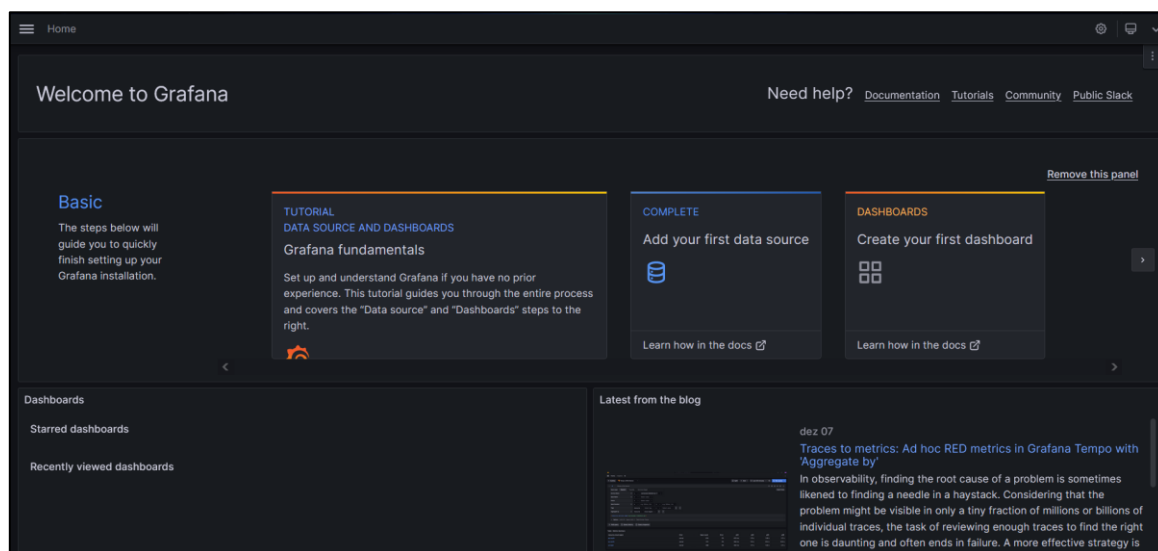 Home
Welcome to Grafana
Need help? Documentation Tutorials Community Public Slack
Remove this panel
Basic
The steps below will
guide you to quickly
finish setting up your
Grafana installation.
TUTORIAL
DATA SOURCE AND DASHBOARDS
Grafana fundamentals
Set up and understand Grafana if you have no prior
experience. This tutorial guides you through the entire process
and covers the “Data source” and “Dashboards” steps to the
right.
COMPLETE
Add your first data source
Learn how in the docs
DASHBOARDS
Create your first dashboard
Learn how in the docs
Dashboards
Starred dashboards
Recently viewed dashboards
Latest from the blog
dez 07
Traces to metrics: Ad hoc RED metrics in Grafana Tempo with
'Aggregate by'
In observability, finding the root cause of a problem is sometimes
likened to finding a needle in a haystack. Considering that the
problem might be visible in only a tiny fraction of millions or billions of
individual traces, the task of reviewing enough traces to find the right
one is daunting and often ends in failure. A more effective strategy is